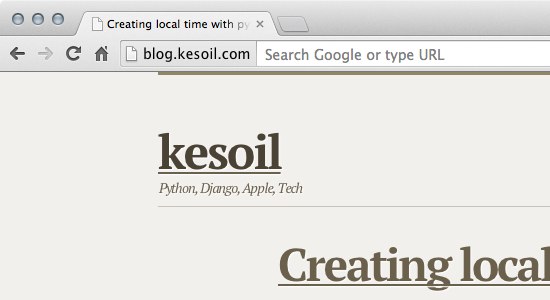 Creating local time with py
blog.kesoil.com Search Google or type URL
kesoil
Python, Django, Apple, Tech
Creating local